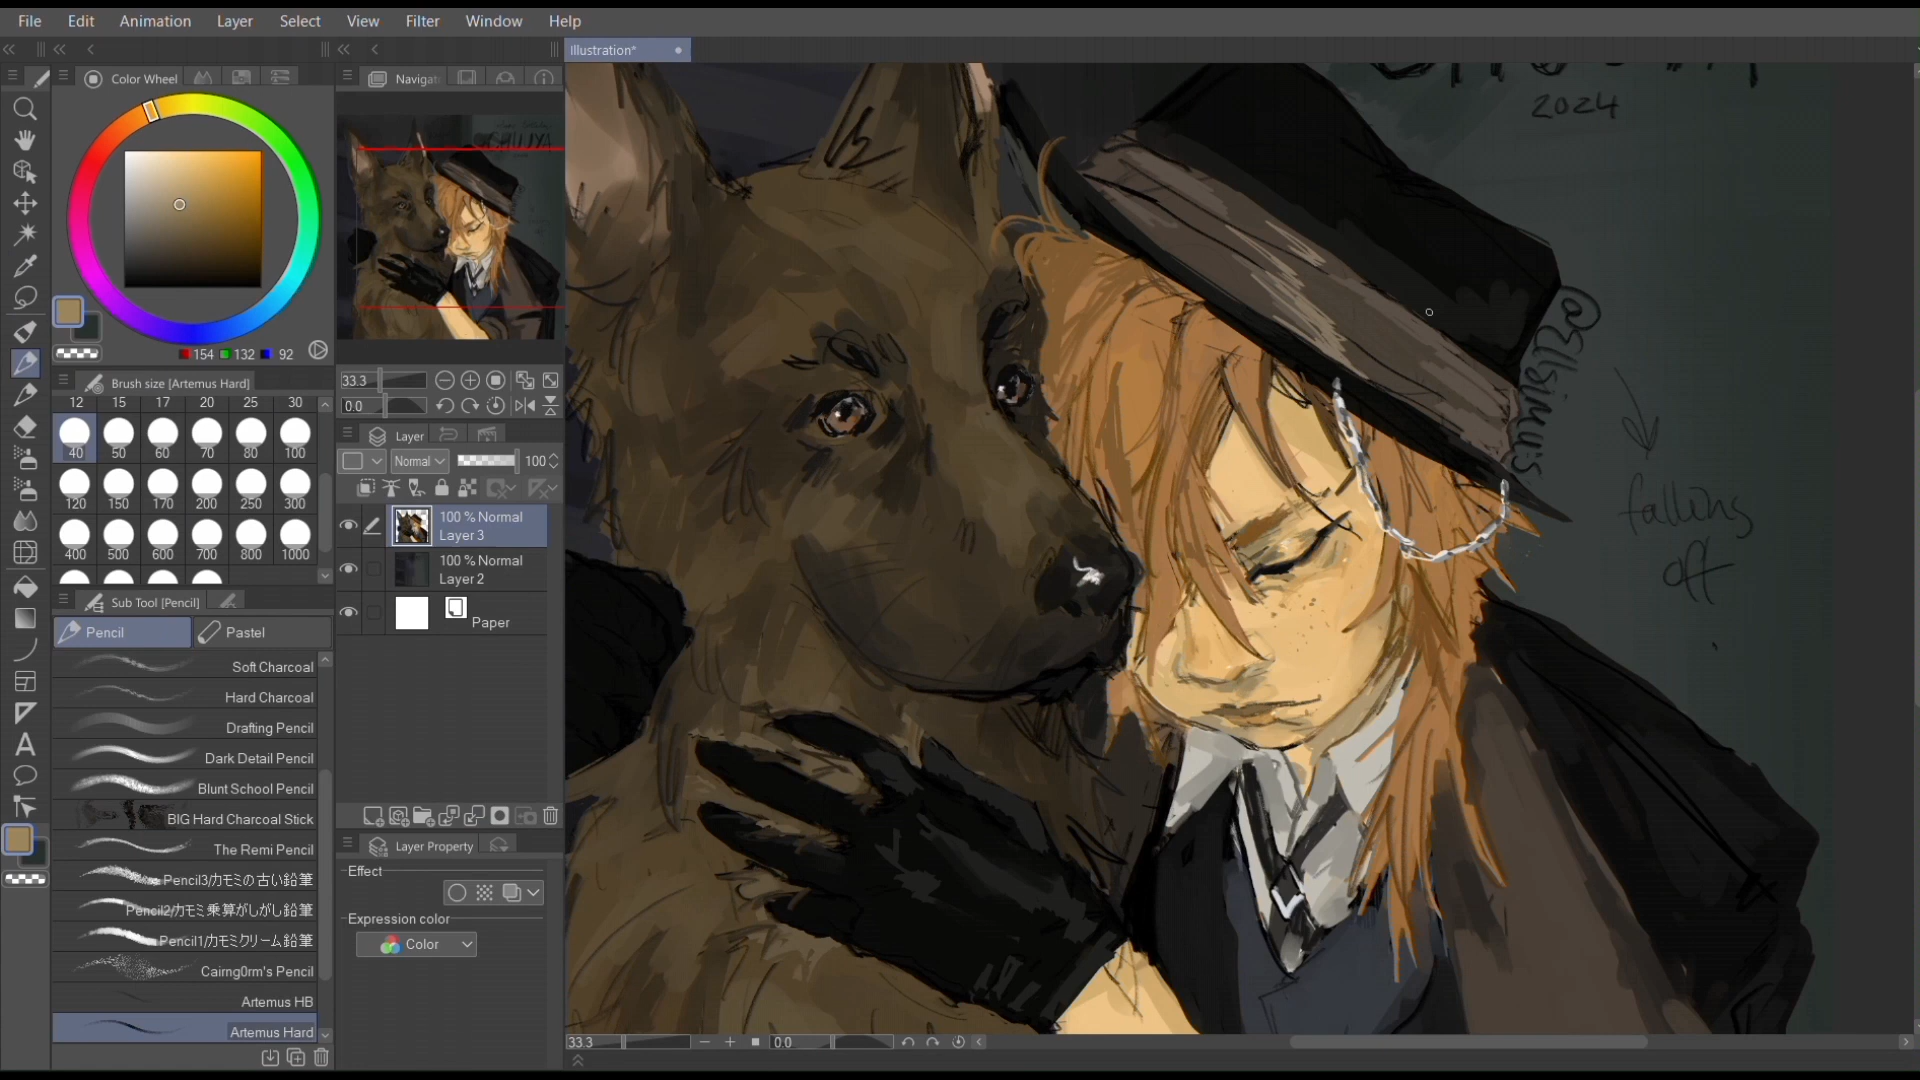 File Edit Animation Layer Select View Filter Window Help
Illustration*
Color Wheel
Navigat
154 132 92
Brush size [Artemus Hard]
12 15 17 20 25 30
40 50 60 70 80 100
120 150 170 200 250 300
400 500 600 700 800 1000
Sub Tool [Pencil]
Pencil Pastel
Soft Charcoal
Hard Charcoal
Drafting Pencil
Dark Detail Pencil
Blunt School Pencil
BIG Hard Charcoal Stick
The Remi Pencil
Pencil3/カモミの古い鉛筆
Pencil2/カモミ乗算がしがし鉛筆
Pencil1/カモミクリーム鉛筆
Cairng0rm's Pencil
Artemus HB
Artemus Hard
33.3
0.0
Layer
Normal 100
100 % Normal
Layer 3
100 % Normal
Layer 2
Paper
Layer Property
Effect
Expression color
Color
2024
@Ellsimus
falling
off
33.3 0.0